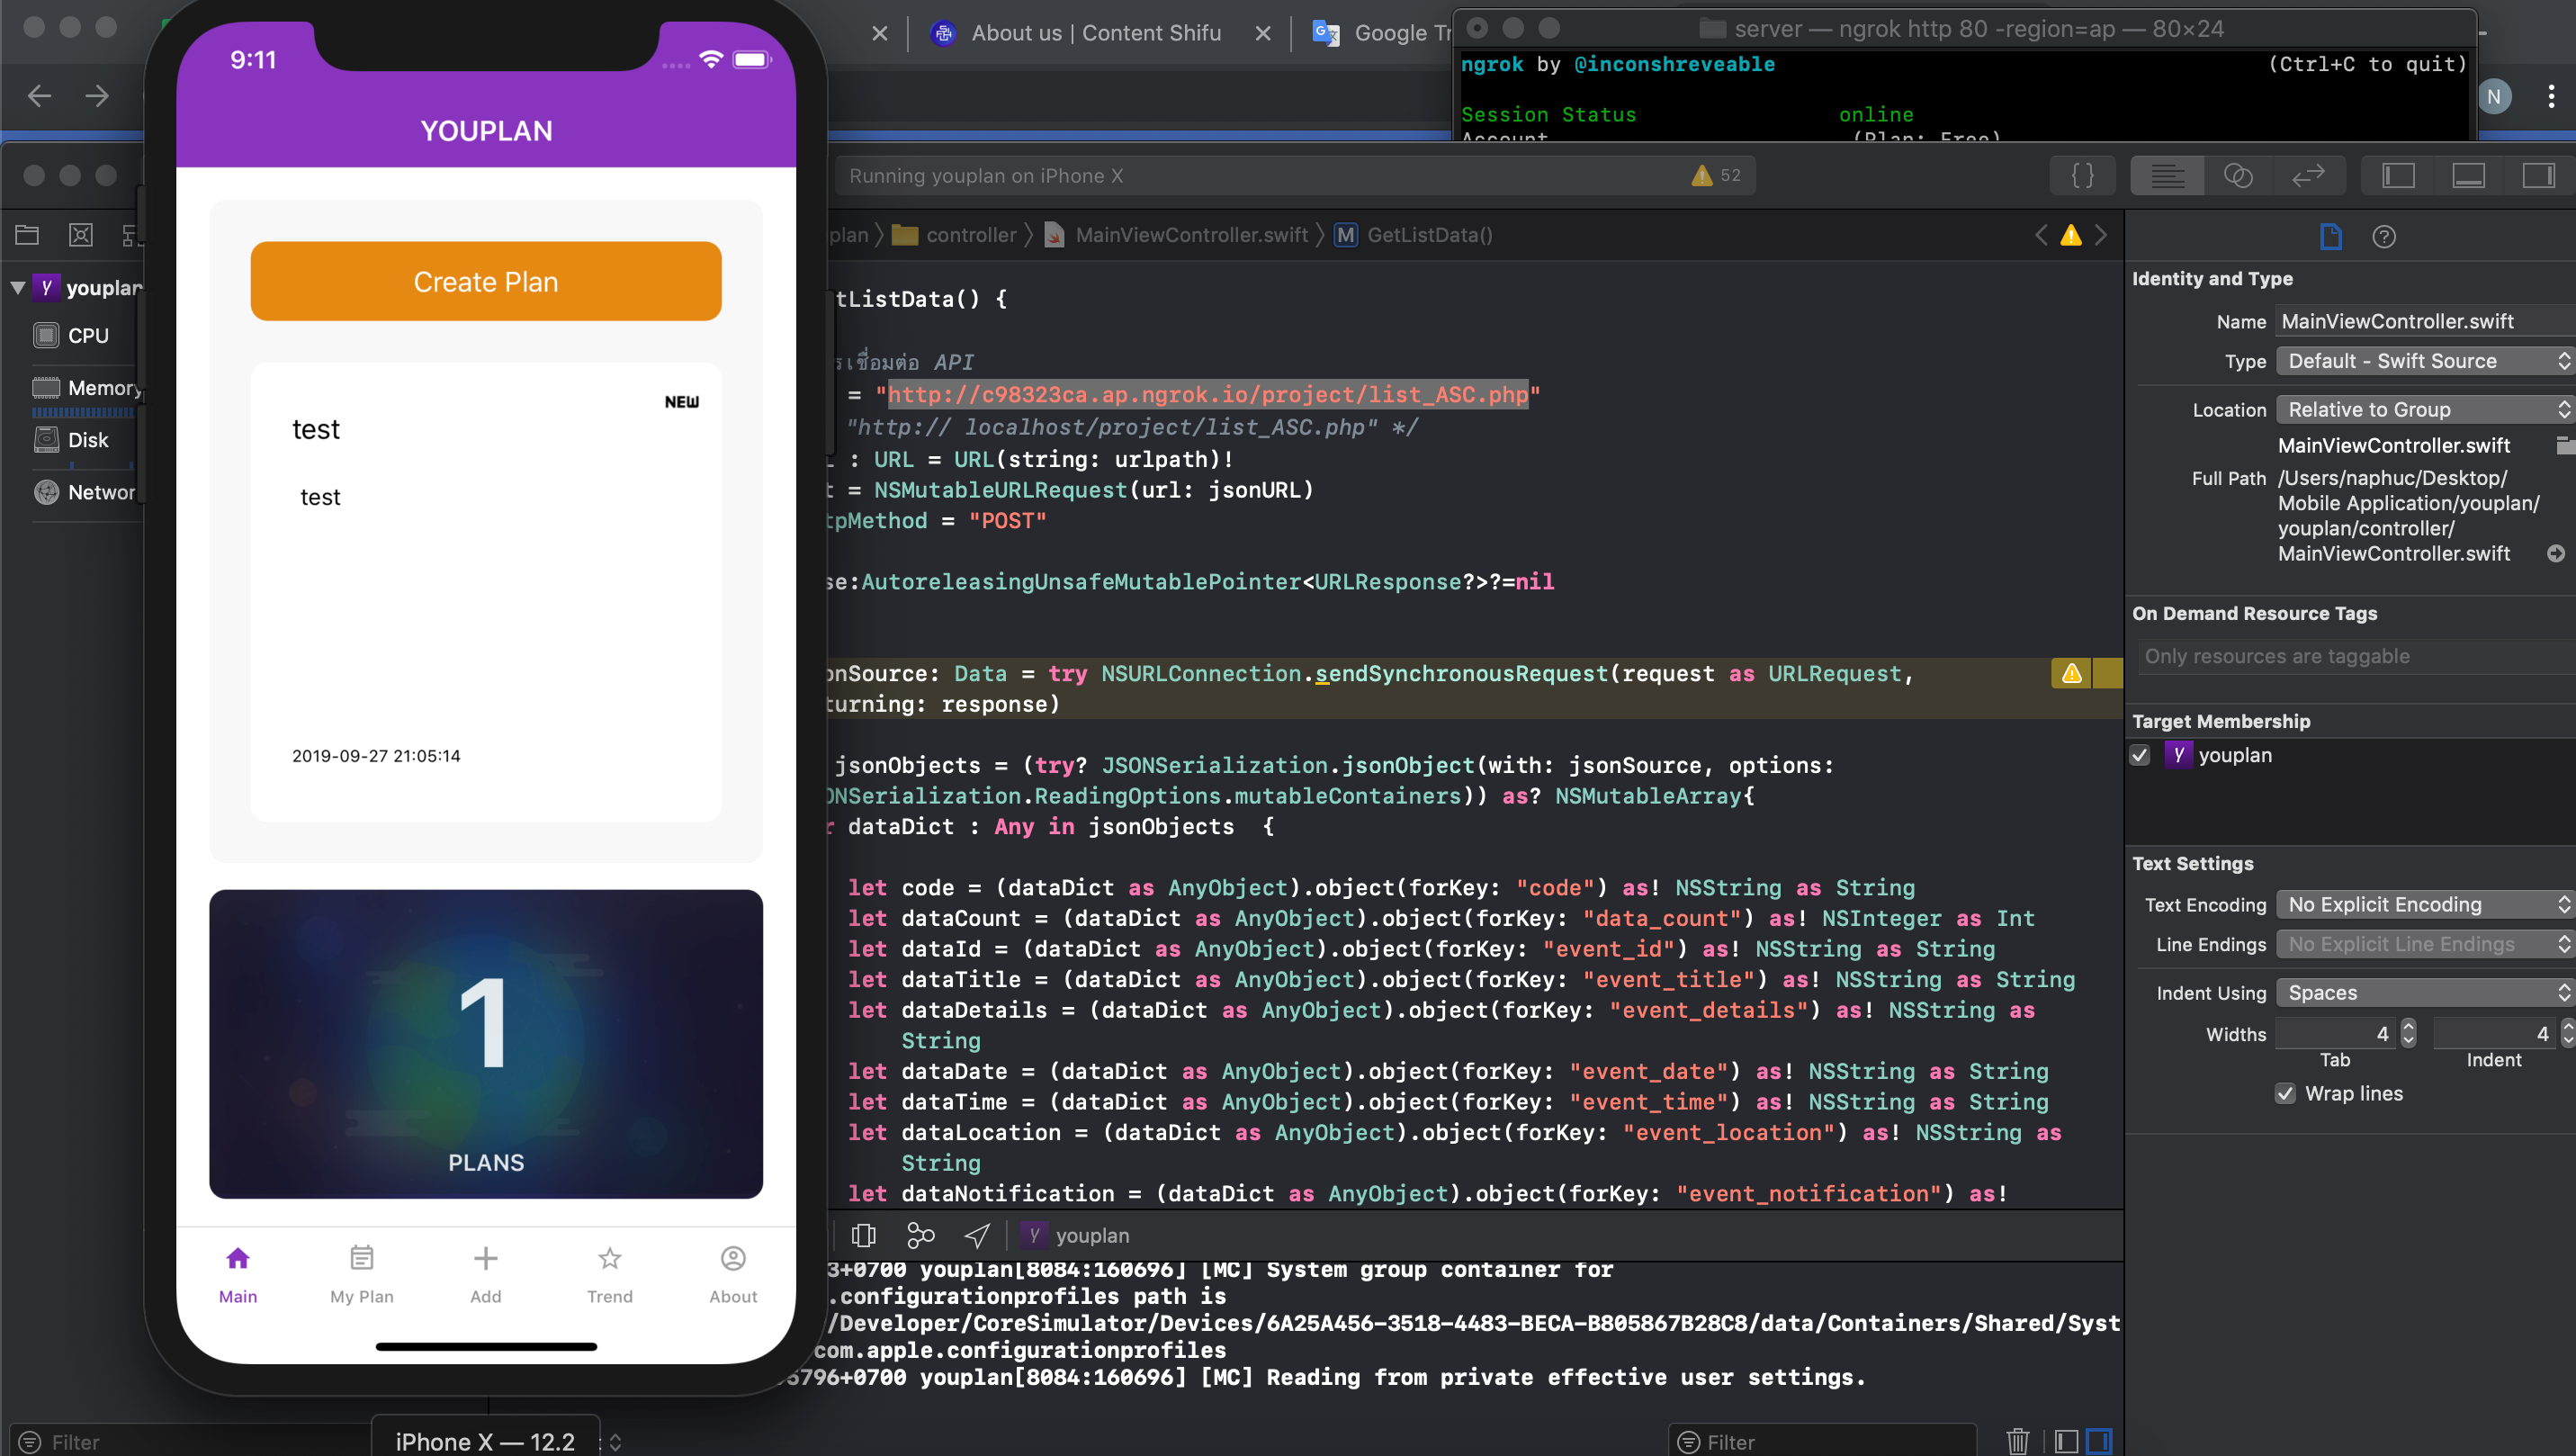 About us | Content Shifu
Google Tr
server — ngrok http 80 -region=ap — 80×24
ngrok by @inconshreveable (Ctrl+C to quit)
Session Status online
Account (Plan: Free)
N
9:11
YOUPLAN
Create Plan
NEW
test
test
2019-09-27 21:05:14
1
PLANS
Main
My Plan
Add
Trend
About
iPhone X — 12.2
youplan
CPU
Memory
Disk
Networ
Filter
Running youplan on iPhone X
52
plan
controller
MainViewController.swift
M GetListData()
tListData() {
รเชื่อมต่อ API
= "http://c98323ca.ap.ngrok.io/project/list_ASC.php"
"http:// localhost/project/list_ASC.php" */
: URL = URL(string: urlpath)!
t = NSMutableURLRequest(url: jsonURL)
tpMethod = "POST"
se:AutoreleasingUnsafeMutablePointer<URLResponse?>?=nil
onSource: Data = try NSURLConnection.sendSynchronousRequest(request as URLRequest,
turning: response)
jsonObjects = (try? JSONSerialization.jsonObject(with: jsonSource, options:
ONSerialization.ReadingOptions.mutableContainers)) as? NSMutableArray{
r dataDict : Any in jsonObjects {
let code = (dataDict as AnyObject).object(forKey: "code") as! NSString as String
let dataCount = (dataDict as AnyObject).object(forKey: "data_count") as! NSInteger as Int
let dataId = (dataDict as AnyObject).object(forKey: "event_id") as! NSString as String
let dataTitle = (dataDict as AnyObject).object(forKey: "event_title") as! NSString as String
let dataDetails = (dataDict as AnyObject).object(forKey: "event_details") as! NSString as
String
let dataDate = (dataDict as AnyObject).object(forKey: "event_date") as! NSString as String
let dataTime = (dataDict as AnyObject).object(forKey: "event_time") as! NSString as String
let dataLocation = (dataDict as AnyObject).object(forKey: "event_location") as! NSString as
String
let dataNotification = (dataDict as AnyObject).object(forKey: "event_notification") as!
youplan
3+0700 youplan[8084:160696] [MC] System group container for
.configurationprofiles path is
/Developer/CoreSimulator/Devices/6A25A456-3518-4483-BECA-B805867B28C8/data/Containers/Shared/Syst
com.apple.configurationprofiles
5796+0700 youplan[8084:160696] [MC] Reading from private effective user settings.
Filter
Identity and Type
Name MainViewController.swift
Type Default - Swift Source
Location Relative to Group
MainViewController.swift
Full Path /Users/naphuc/Desktop/
Mobile Application/youplan/
youplan/controller/
MainViewController.swift
On Demand Resource Tags
Only resources are taggable
Target Membership
youplan
Text Settings
Text Encoding No Explicit Encoding
Line Endings No Explicit Line Endings
Indent Using Spaces
Widths 4 4
Tab Indent
Wrap lines